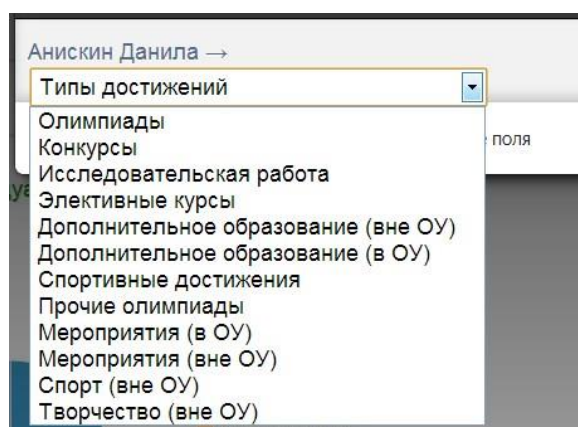 Анискин Данила →
Типы достижений
Олимпиады
поля
Конкурсы
Исследовательская работа
Элективные курсы
Дополнительное образование (вне ОУ)
Дополнительное образование (в ОУ)
Спортивные достижения
Прочие олимпиады
Мероприятия (в ОУ)
Мероприятия (вне ОУ)
Спорт (вне ОУ)
Творчество (вне ОУ)